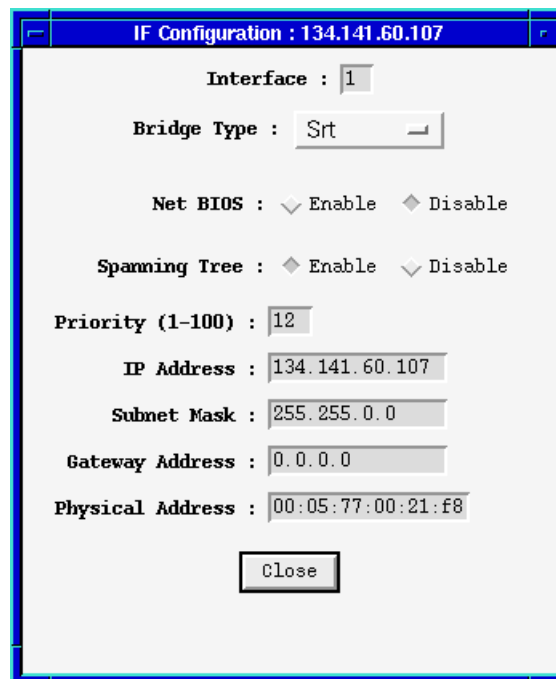 IF Configuration : 134.141.60.107
Interface : 1
Bridge Type : Srt
Net BIOS : Enable Disable
Spanning Tree : Enable Disable
Priority (1-100) : 12
IP Address : 134.141.60.107
Subnet Mask : 255.255.0.0
Gateway Address : 0.0.0.0
Physical Address : 00:05:77:00:21:f8
Close